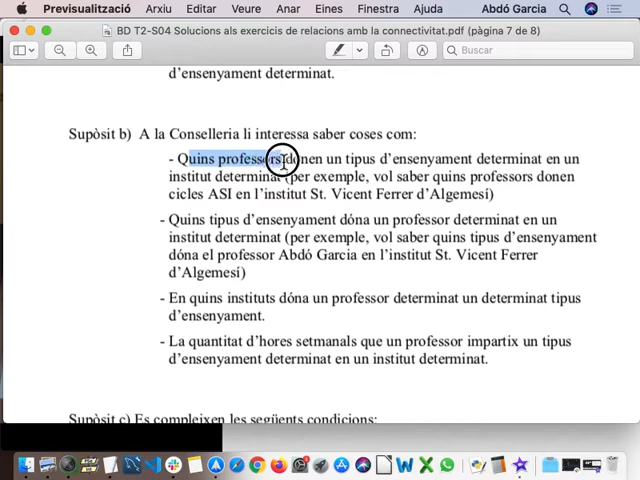 Previsualització Arxiu Editar Veure Anar Eines Finestra Ajuda Abdó Garcia
BD T2-S04 Solucions als exercicis de relacions amb la connectivitat.pdf (pàgina 7 de 8)
Buscar
d’ensenyament determinat.
Supòsit b) A la Conselleria li interessa saber coses com:
- Quins professors donen un tipus d’ensenyament determinat en un
institut determinat (per exemple, vol saber quins professors donen
cicles ASI en l’institut St. Vicent Ferrer d’Algemesí)
- Quins tipus d’ensenyament dóna un professor determinat en un
institut determinat (per exemple, vol saber quins tipus d’ensenyament
dóna el professor Abdó Garcia en l’institut St. Vicent Ferrer
d’Algemesí)
- En quins instituts dóna un professor determinat un determinat tipus
d’ensenyament.
- La quantitat d’hores setmanals que un professor impartix un tipus
d’ensenyament determinat en un institut determinat.
Supòsit c) Es compleixen les següents condicions: